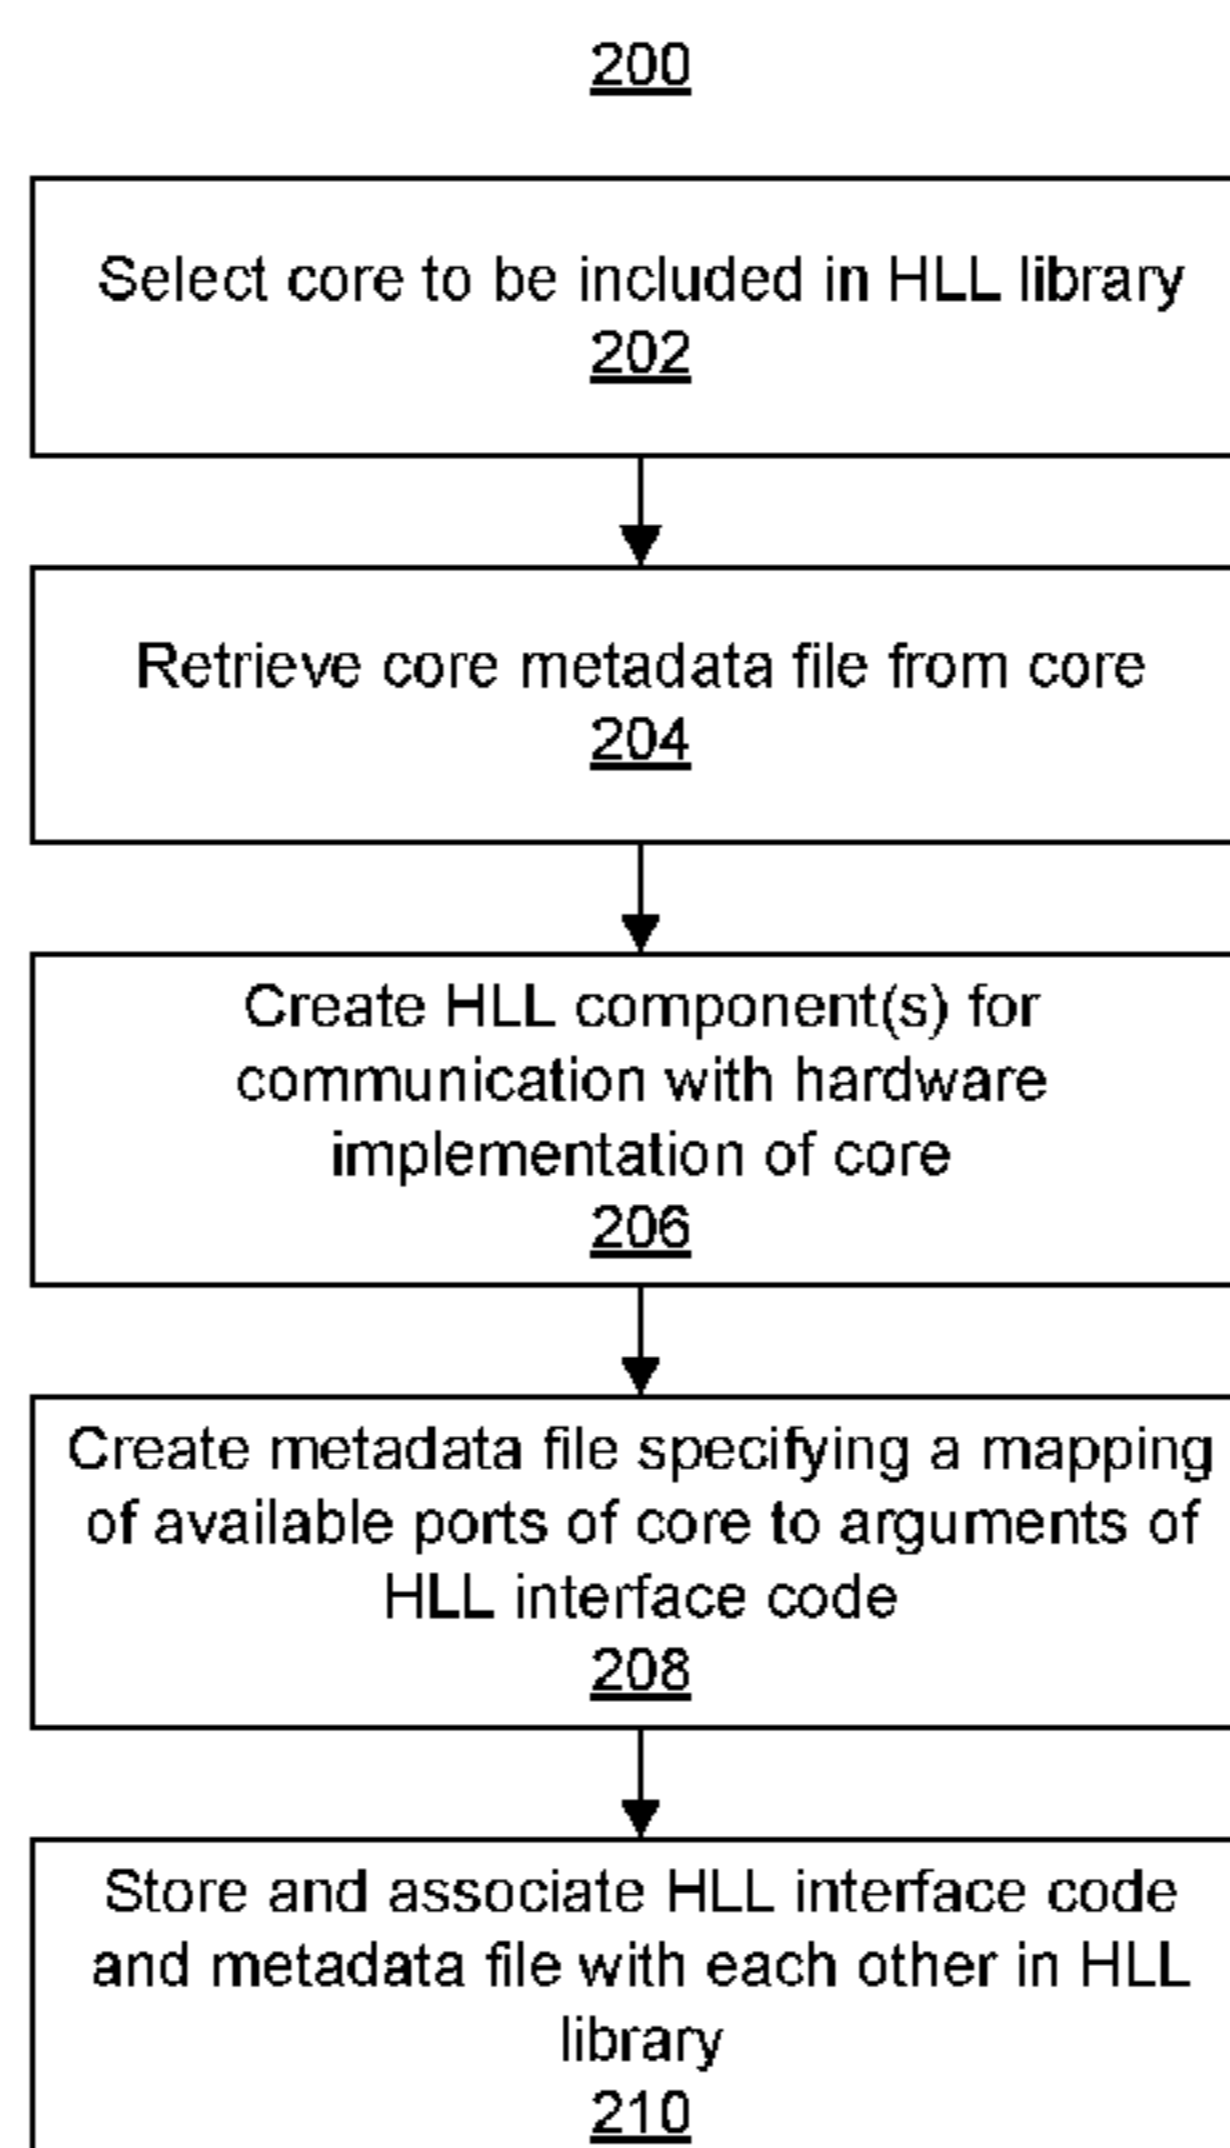 200
Select core to be included in HLL library
202
Retrieve core metadata file from core
204
Create HLL component(s) for
communication with hardware
implementation of core
206
Create metadata file specifying a mapping
of available ports of core to arguments of
HLL interface code
208
Store and associate HLL interface code
and metadata file with each other in HLL
library
210